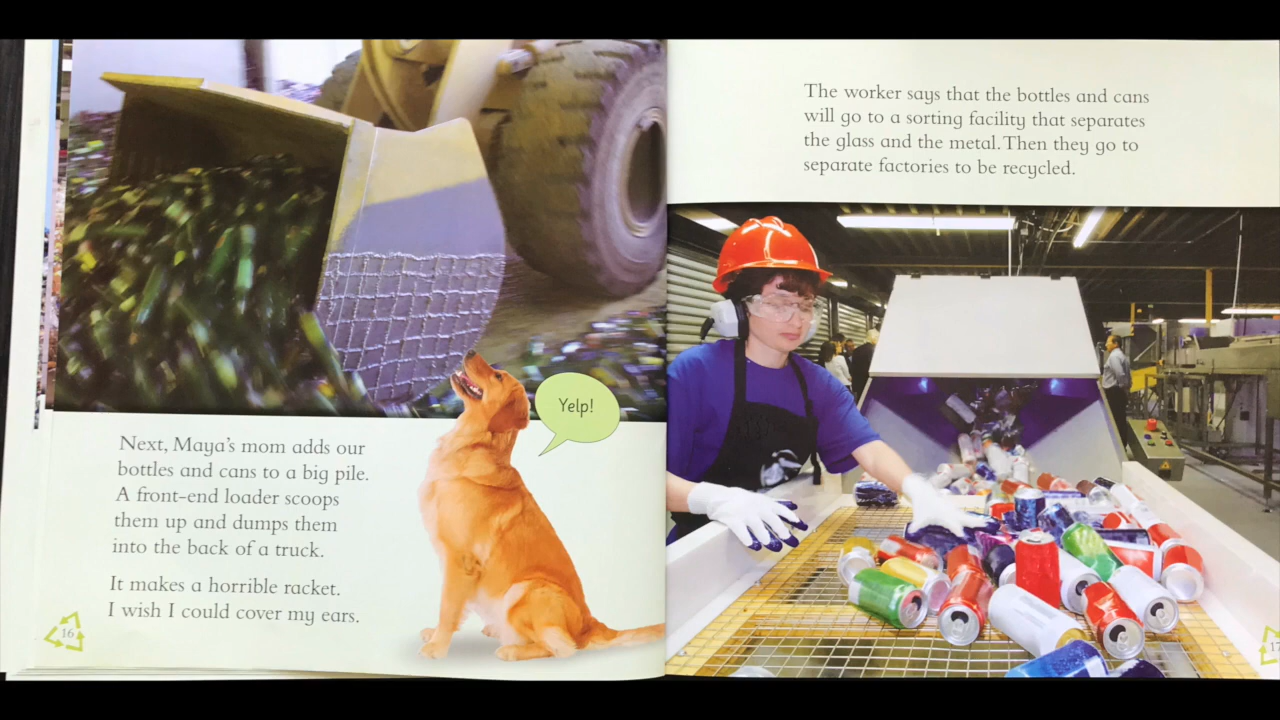 Next, Maya's mom adds our
bottles and cans to a big pile.
A front-end loader scoops
them up and dumps them
into the back of a truck.
It makes a horrible racket.
I wish I could cover my ears.
Yelp!
16
The worker says that the bottles and cans
will go to a sorting facility that separates
the glass and the metal. Then they go to
separate factories to be recycled.
17